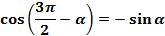 cos(3π/2 − α) = − sin α